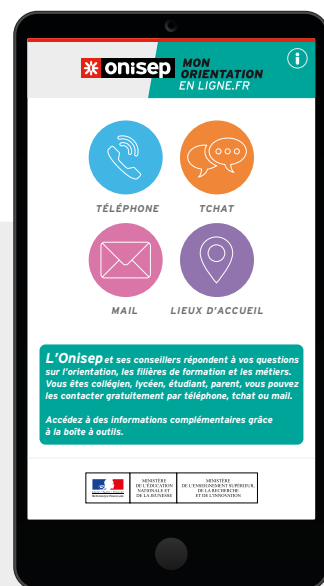 onisep
MON
ORIENTATION
EN LIGNE.FR
i
TÉLÉPHONE
TCHAT
MAIL
LIEUX D'ACCUEIL
L'Onisep et ses conseillers répondent à vos questions
sur l'orientation, les filières de formation et les métiers.
Vous êtes collégien, lycéen, étudiant, parent, vous pouvez
les contacter gratuitement par téléphone, tchat ou mail.
Accédez à des informations complémentaires grâce
à la boîte à outils.
MINISTÈRE
DE L'ÉDUCATION
NATIONALE ET
DE LA JEUNESSE
MINISTÈRE
DE L'ENSEIGNEMENT SUPÉRIEUR,
DE LA RECHERCHE
ET DE L'INNOVATION